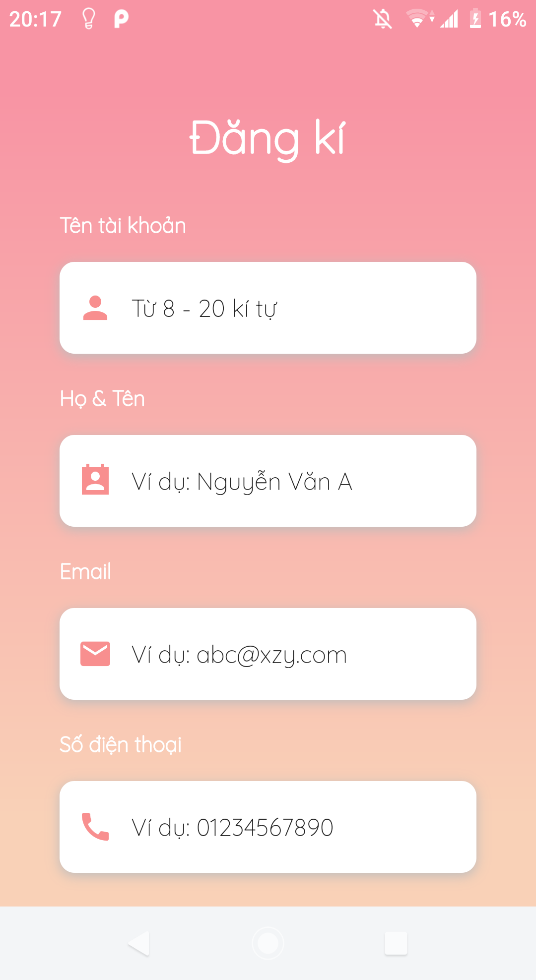 20:17 16%
Đăng kí
Tên tài khoản
Từ 8 - 20 kí tự
Họ & Tên
Ví dụ: Nguyễn Văn A
Email
Ví dụ: abc@xzy.com
Số điện thoại
Ví dụ: 01234567890